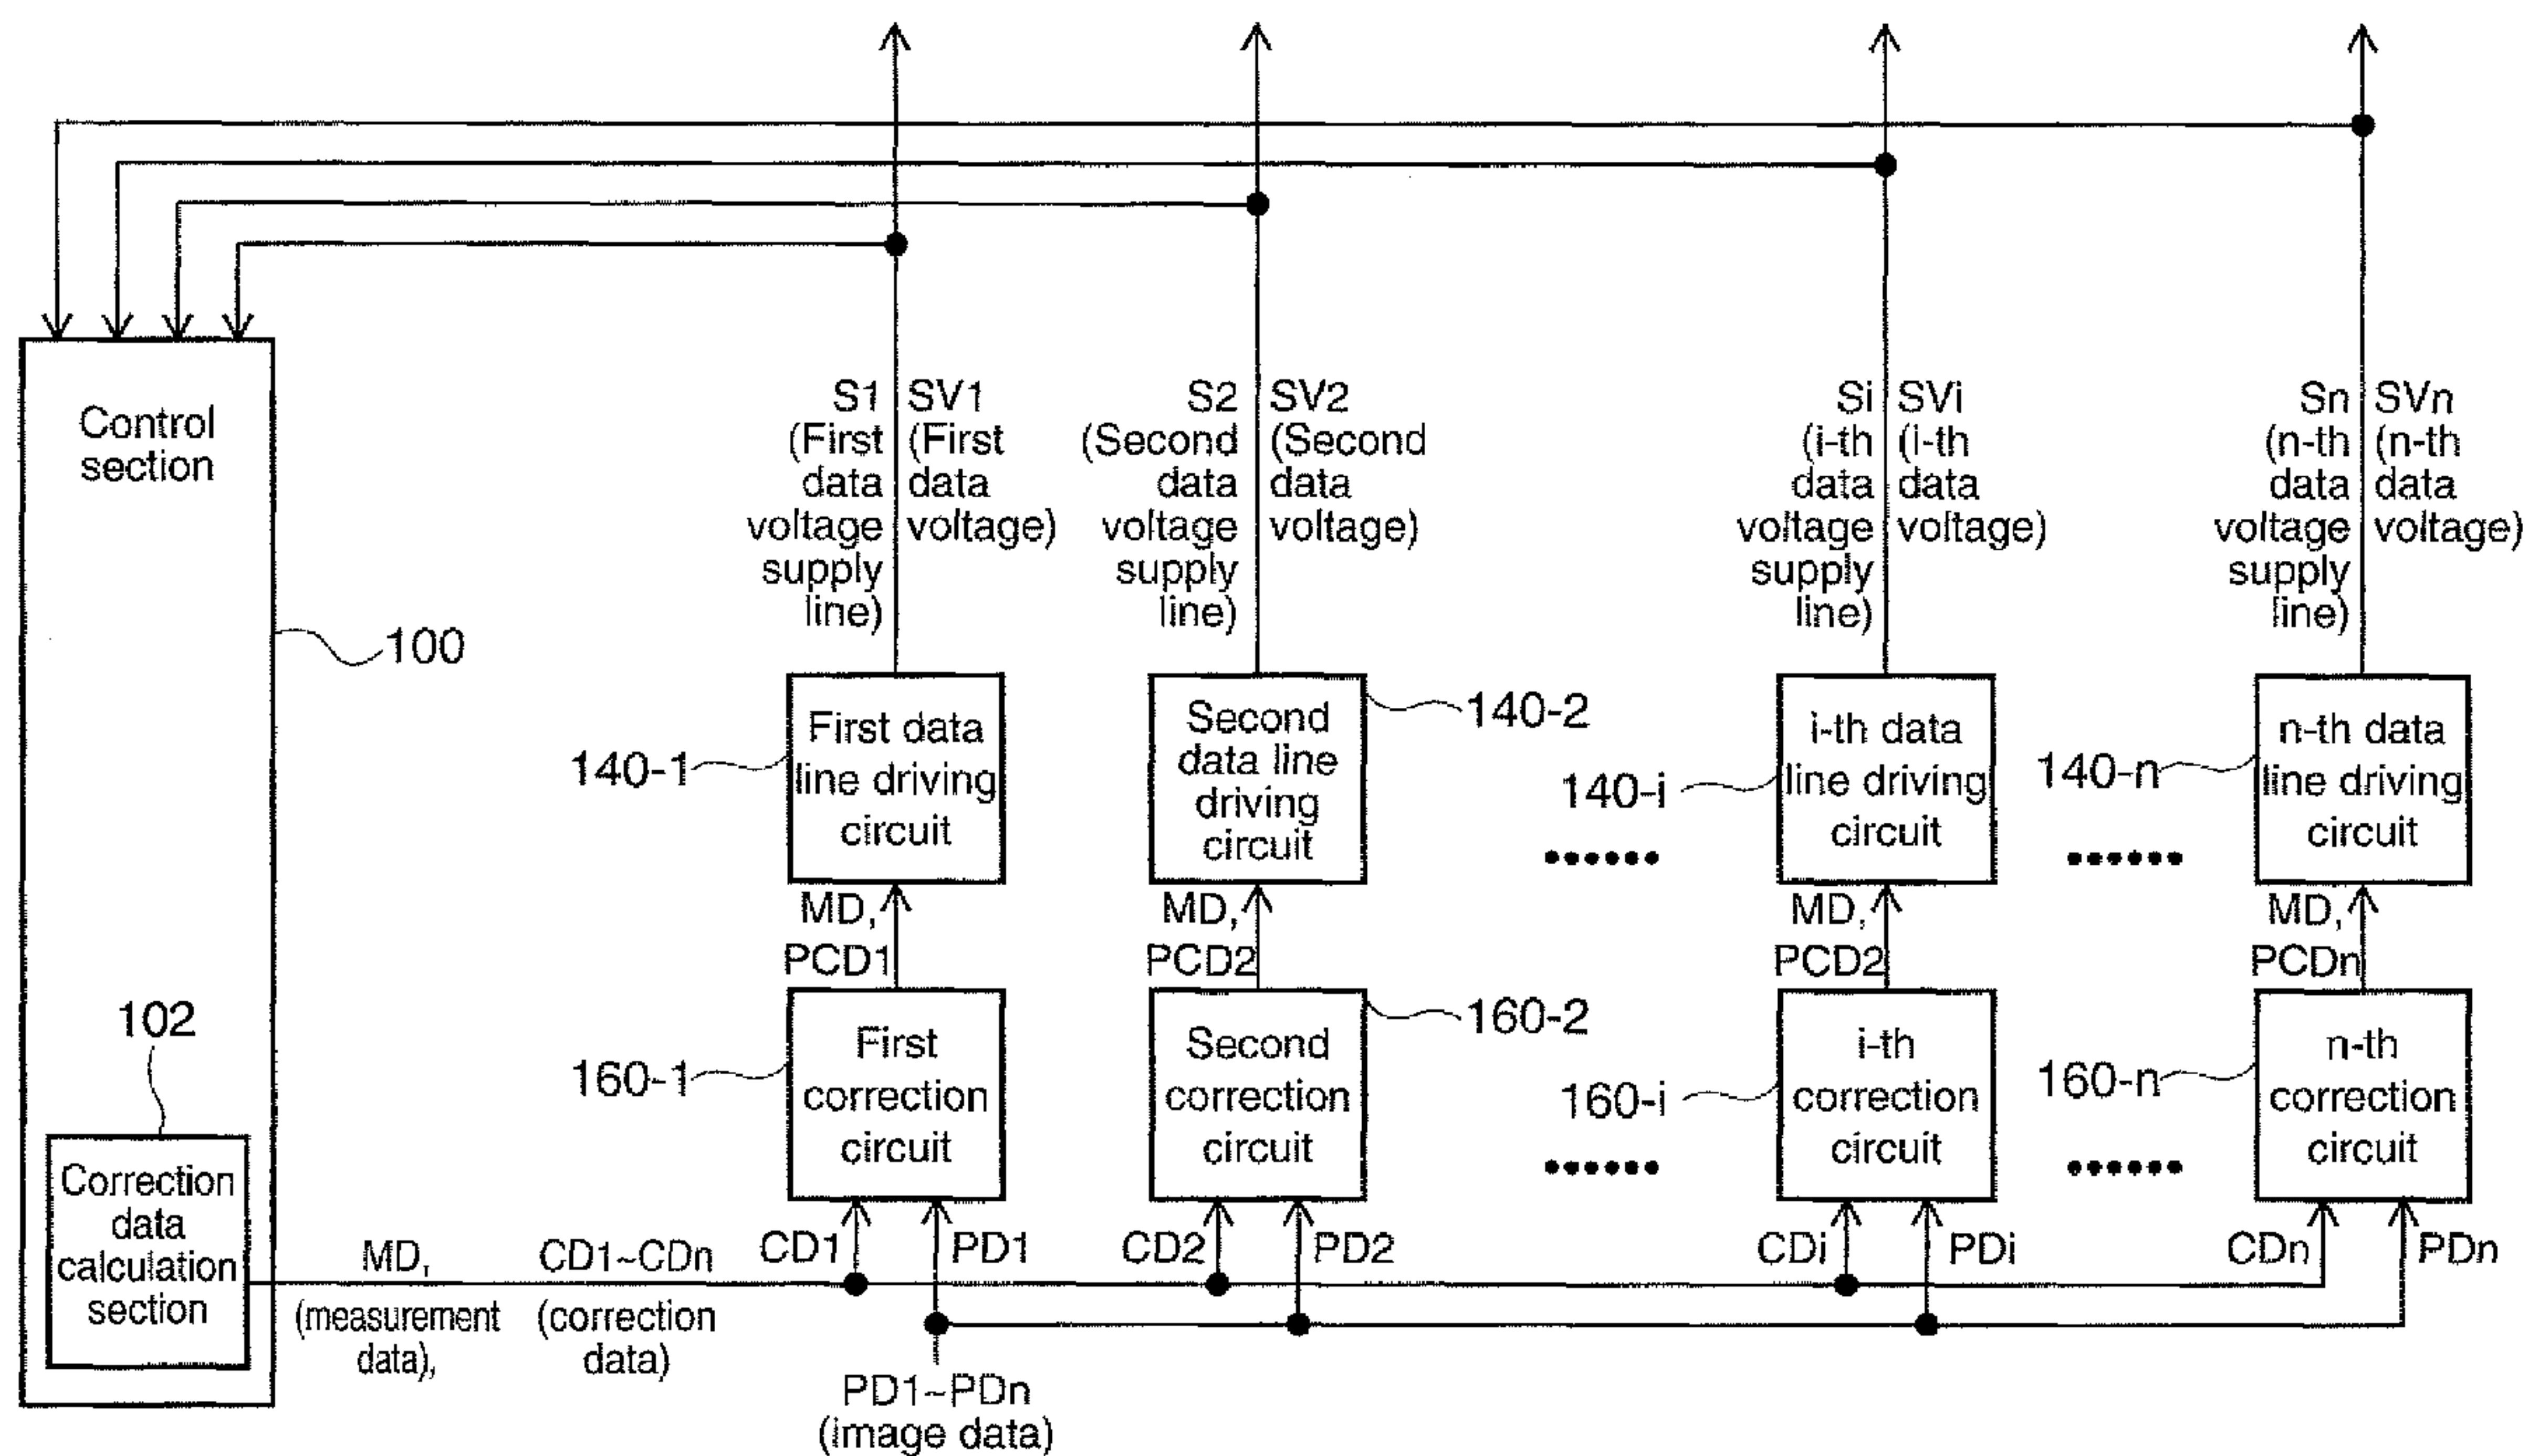 Control
section
100
102
Correction
data
calculation
section
MD,
(measurement
data),
CD1~CDn
(correction
data)
S1
(First
data
voltage
supply
line)
SV1
(First
data
voltage)
S2
(Second
data
voltage
supply
line)
SV2
(Second
data
voltage)
Si
(i-th
data
voltage
supply
line)
SVi
(i-th
data
voltage)
Sn
(n-th
data
voltage
supply
line)
SVn
(n-th
data
voltage)
140-1
First data
line driving
circuit
140-2
Second
data line
driving
circuit
140-i
i-th data
line driving
circuit
140-n
n-th data
line driving
circuit
MD,
PCD1
MD,
PCD2
MD,
PCD2
MD,
PCDn
160-1
First
correction
circuit
160-2
Second
correction
circuit
160-i
i-th
correction
circuit
160-n
n-th
correction
circuit
CD1
PD1
CD2
PD2
CDi
PDi
CDn
PDn
PD1~PDn
(image data)